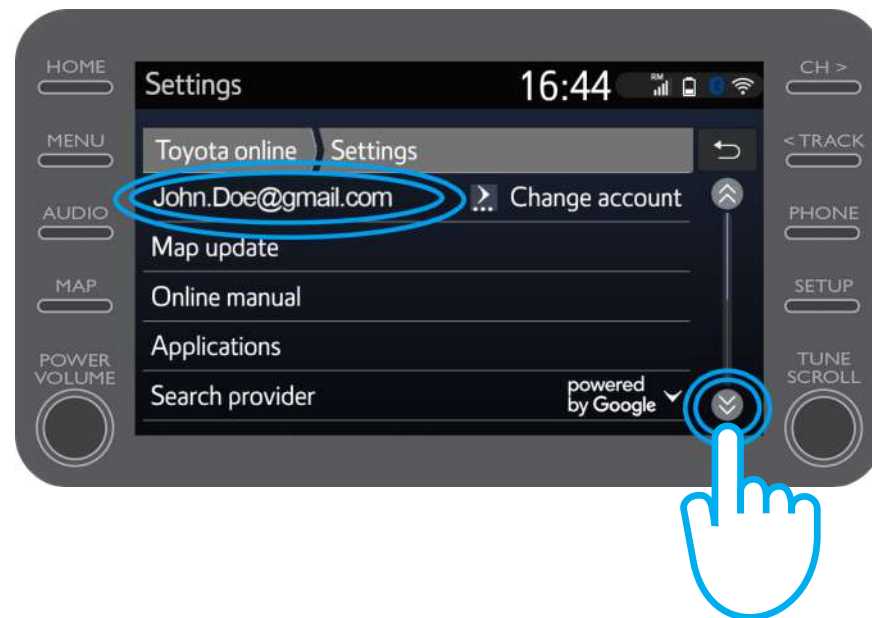 HOME
MENU
AUDIO
MAP
POWER
VOLUME
Settings 16:44 RM
Toyota online Settings
John.Doe@gmail.com Change account
Map update
Online manual
Applications
Search provider powered
by Google
CH >
< TRACK
PHONE
SETUP
TUNE
SCROLL